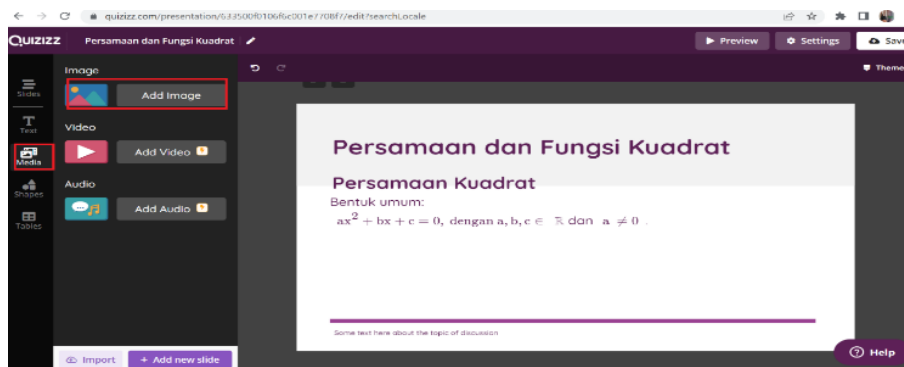 quizizz.com/presentation/633500f0106f6c001e7708f7/edit?searchLocale
QUIZIZZ Persamaan dan Fungsi Kuadrat Preview Settings Save
Theme
Slides
Text
Media
Shapes
Tables
Image
Add Image
Video
Add Video
Audio
Add Audio
Import + Add new slide
Persamaan dan Fungsi Kuadrat
Persamaan Kuadrat
Bentuk umum:
ax² + bx + c = 0, dengan a, b, c ∈ ℝ dan a ≠ 0 .
Some text here about the topic of discussion
Help